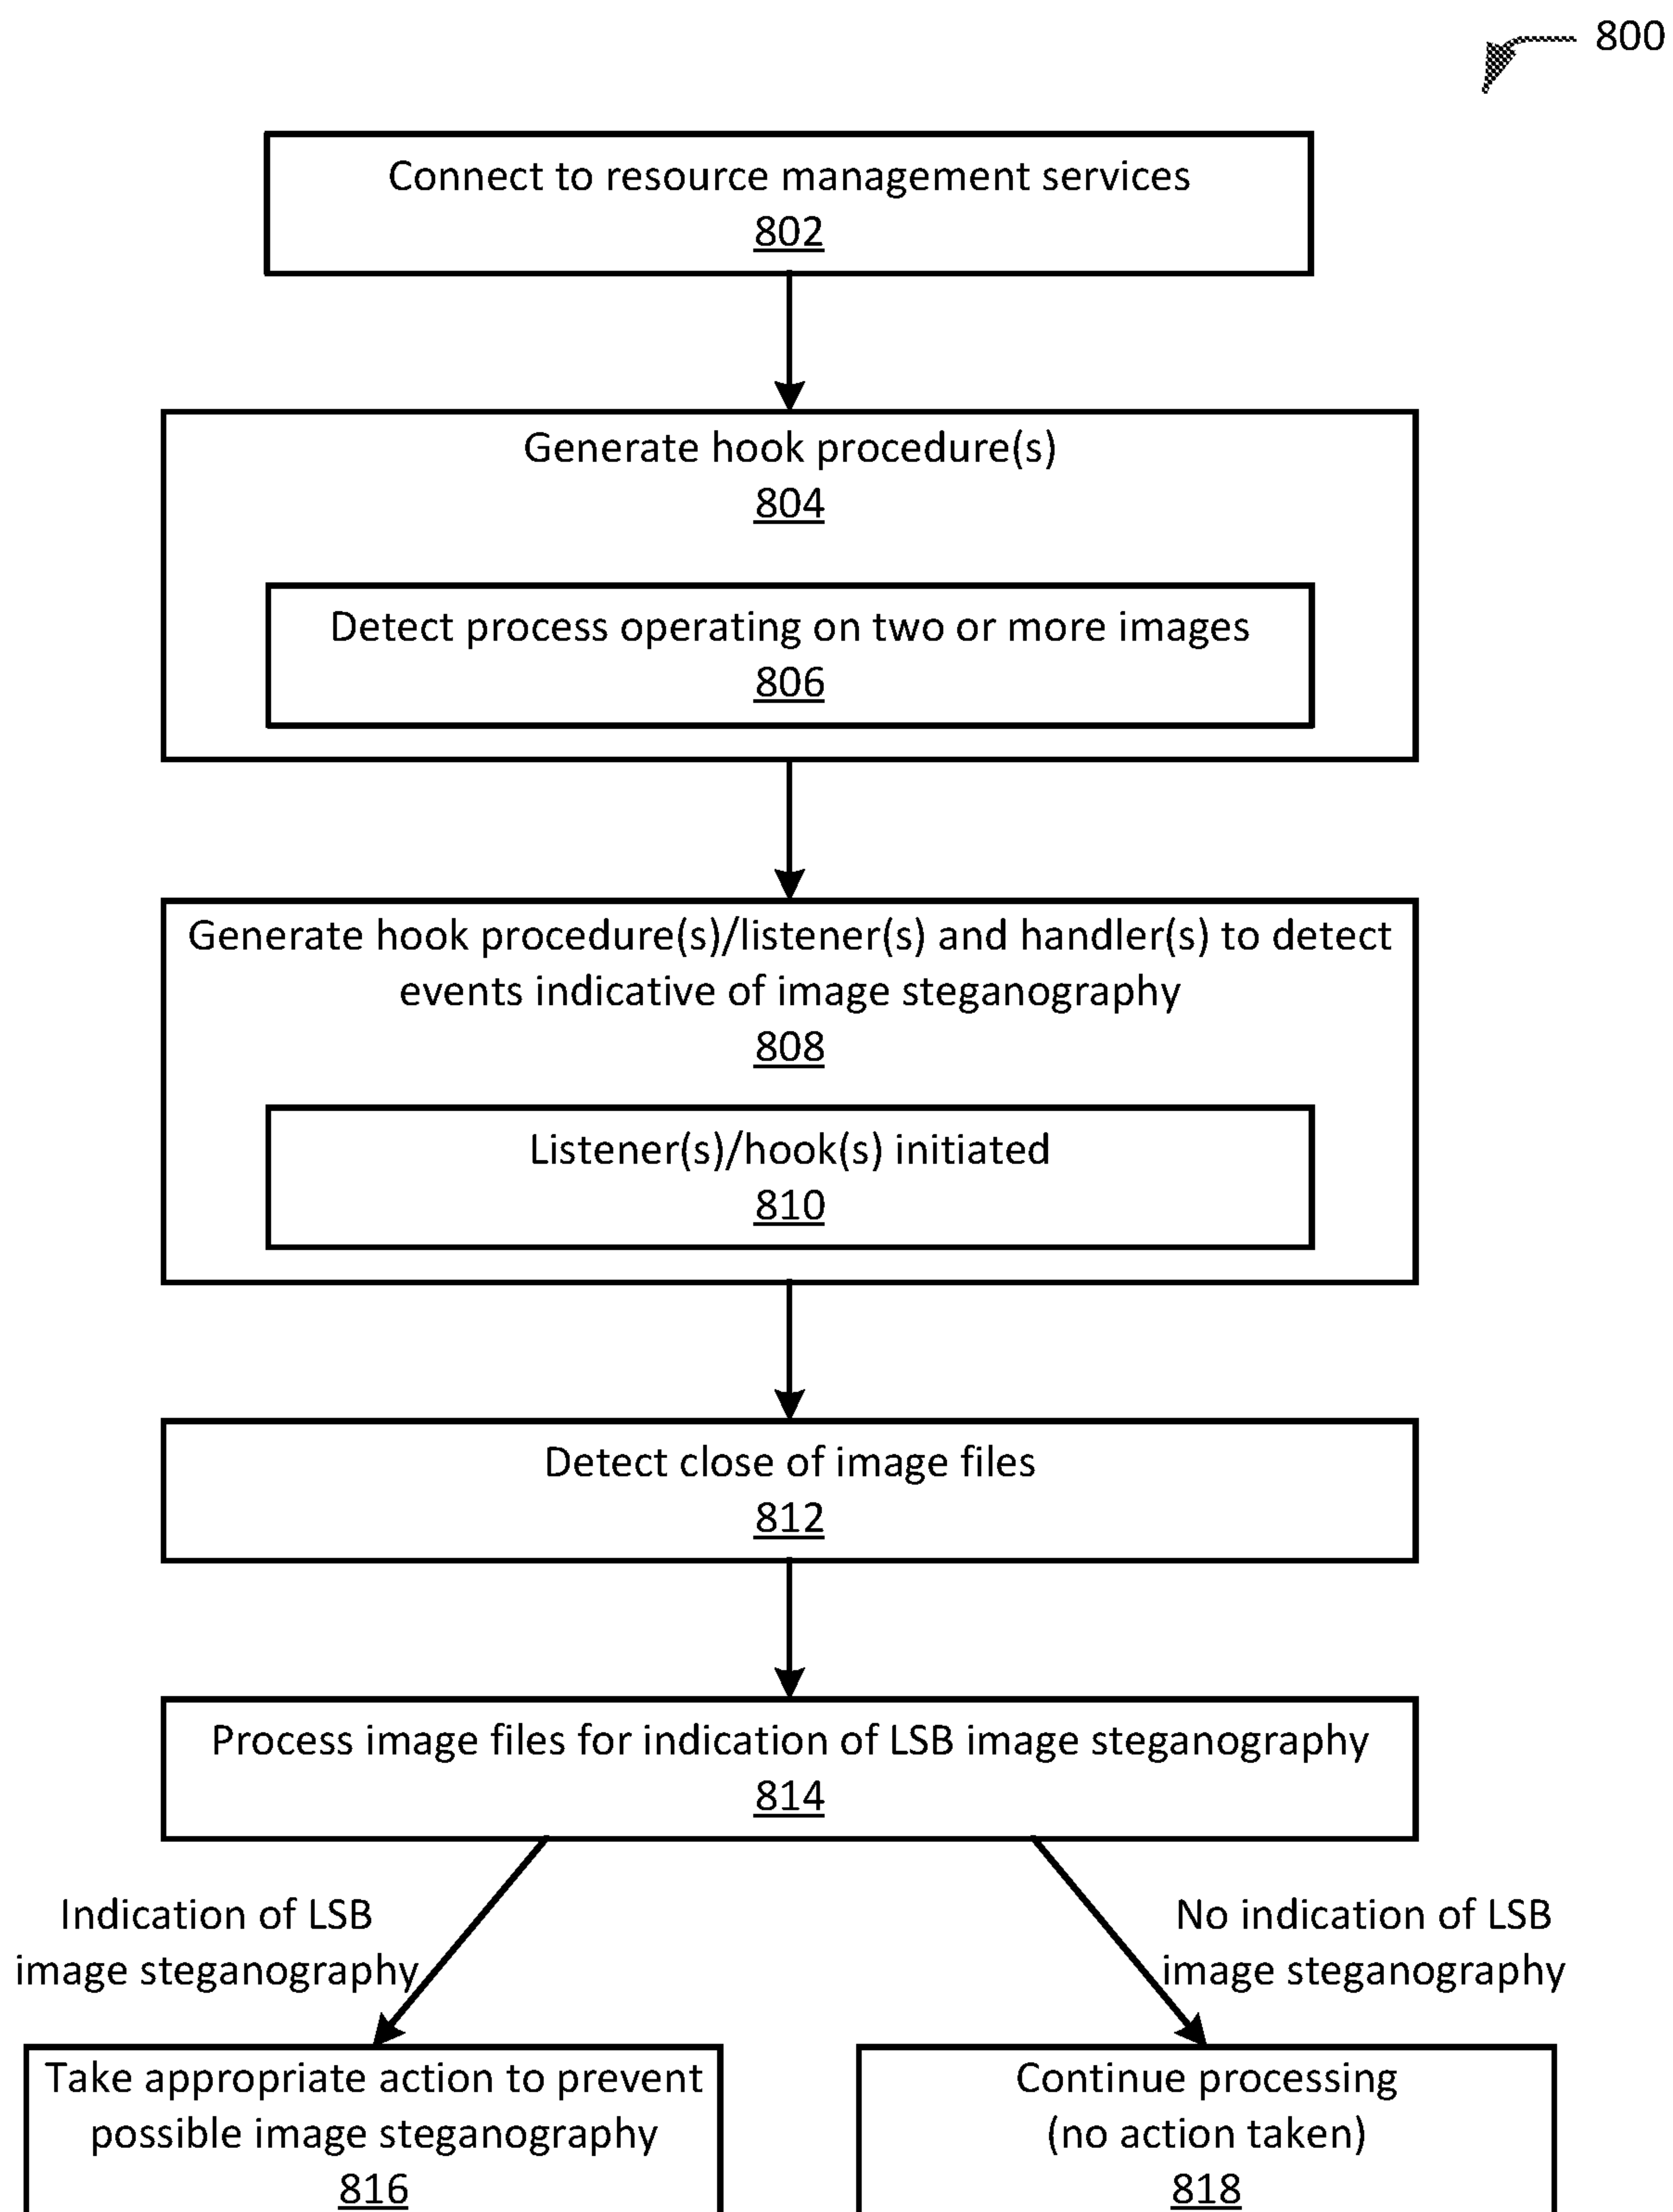 800
Connect to resource management services
802
Generate hook procedure(s)
804
Detect process operating on two or more images
806
Generate hook procedure(s)/listener(s) and handler(s) to detect
events indicative of image steganography
808
Listener(s)/hook(s) initiated
810
Detect close of image files
812
Process image files for indication of LSB image steganography
814
Indication of LSB
image steganography
No indication of LSB
image steganography
Take appropriate action to prevent
possible image steganography
816
Continue processing
(no action taken)
818